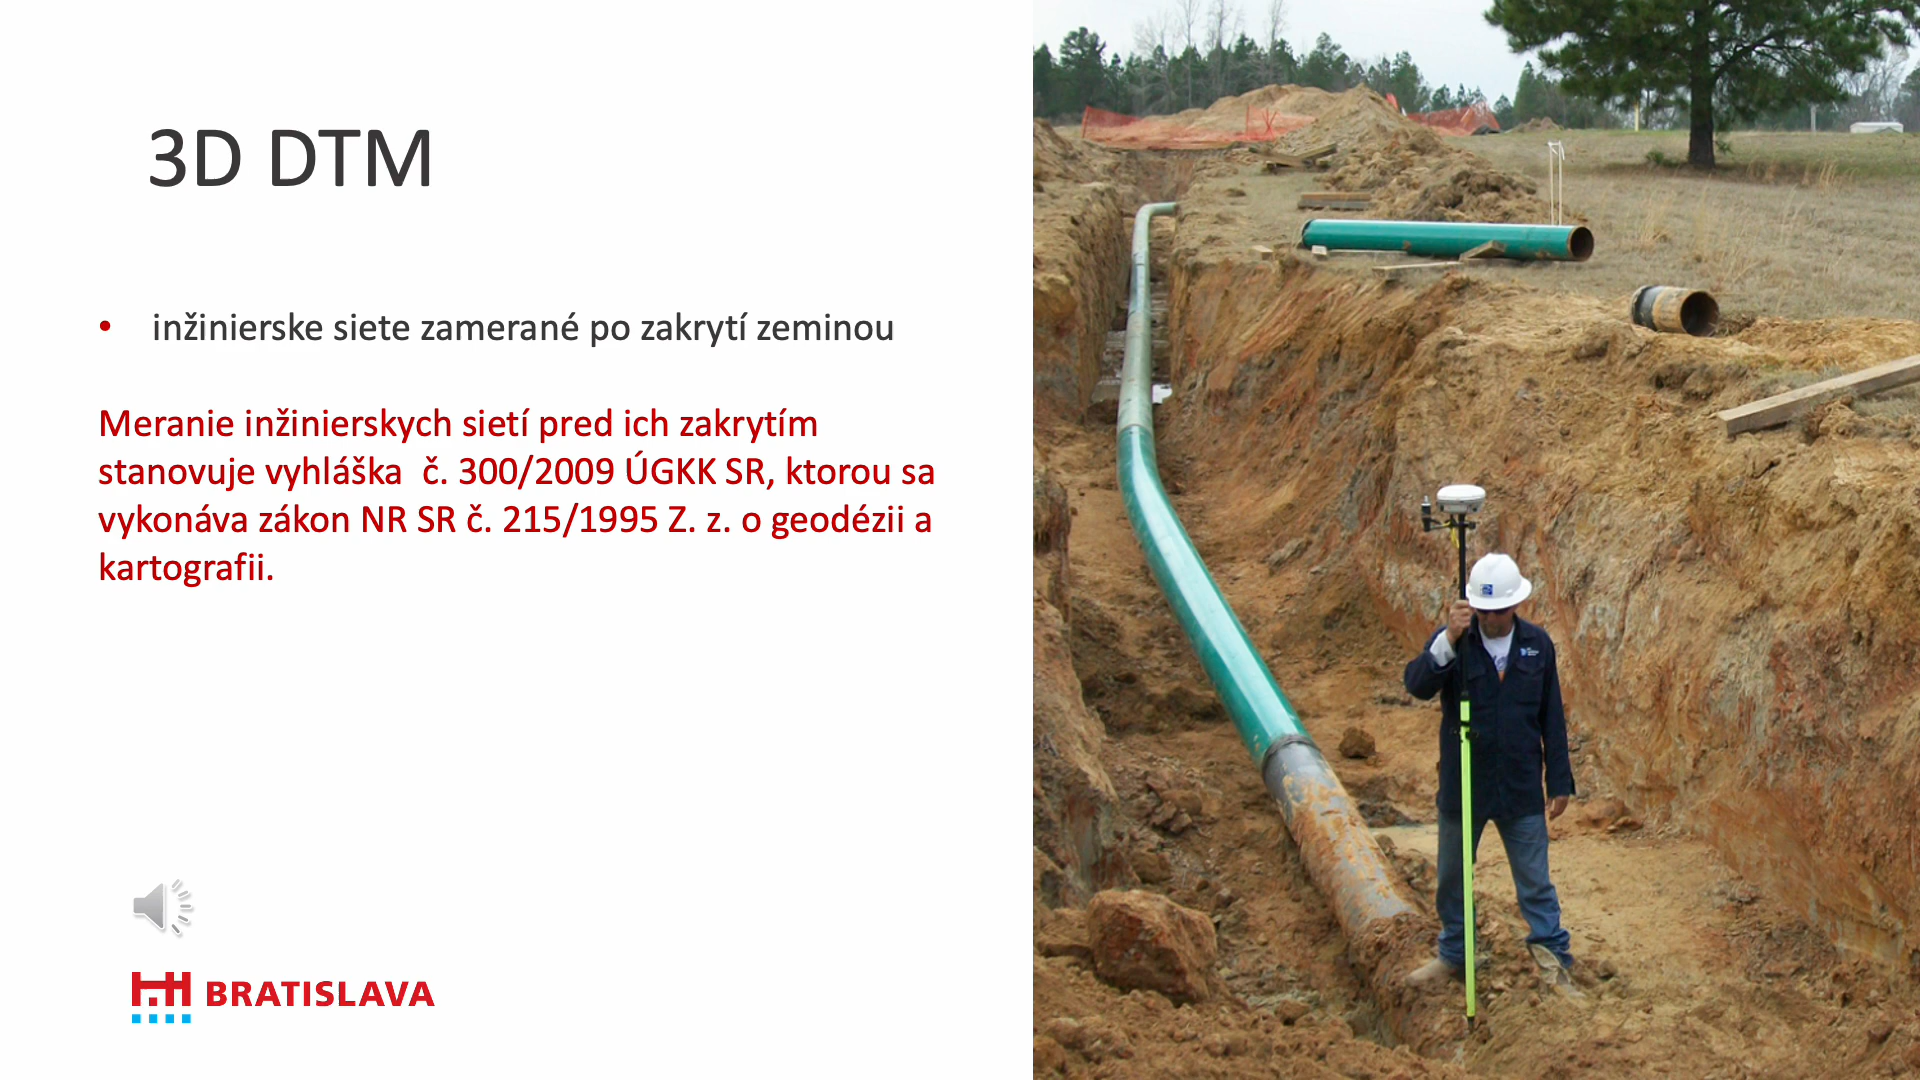 3D DTM
• inžinierske siete zamerané po zakrytí zeminou
Meranie inžinierskych sietí pred ich zakrytím
stanovuje vyhláška č. 300/2009 ÚGKK SR, ktorou sa
vykonáva zákon NR SR č. 215/1995 Z. z. o geodézii a
kartografii.
BRATISLAVA